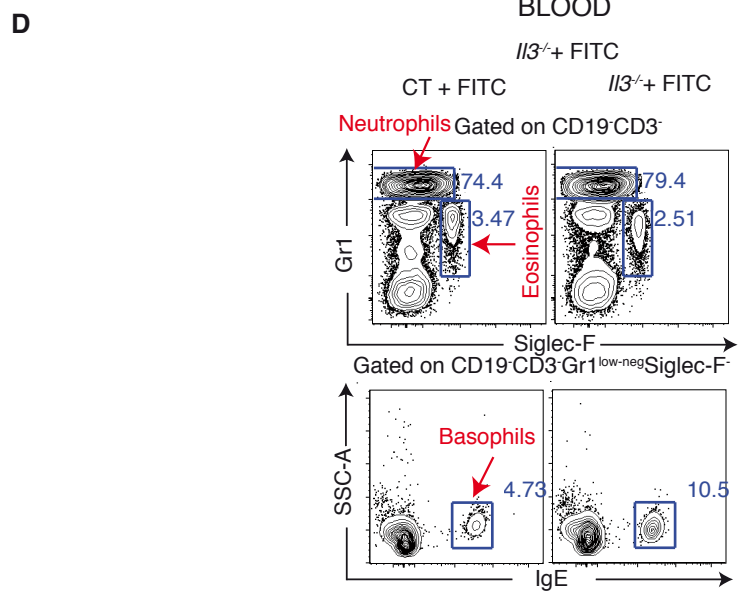 D
BLOOD
Il3-/-+ FITC
CT + FITC
Il3-/-+ FITC
Neutrophils
Gated on CD19-CD3-
74.4
79.4
3.47
2.51
Gr1
Eosinophils
Siglec-F
Gated on CD19-CD3-Gr1low-negSiglec-F-
SSC-A
Basophils
4.73
10.5
IgE